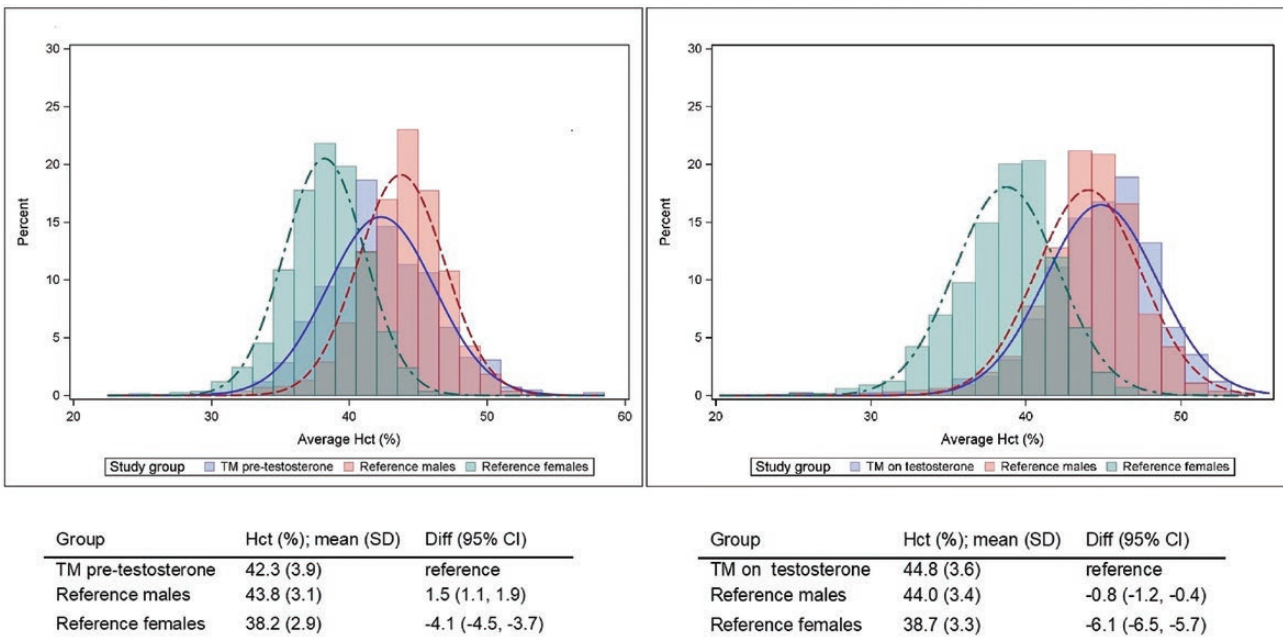 30
25
20
15
10
5
0
Percent
20 30 40 50 60
Average Hct (%)
Study group TM pre-testosterone Reference males Reference females
30
25
20
15
10
5
0
Percent
20 30 40 50
Average Hct (%)
Study group TM on testosterone Reference males Reference females
Group Hct (%); mean (SD) Diff (95% CI)
TM pre-testosterone 42.3 (3.9) reference
Reference males 43.8 (3.1) 1.5 (1.1, 1.9)
Reference females 38.2 (2.9) -4.1 (-4.5, -3.7)
Group Hct (%); mean (SD) Diff (95% CI)
TM on testosterone 44.8 (3.6) reference
Reference males 44.0 (3.4) -0.8 (-1.2, -0.4)
Reference females 38.7 (3.3) -6.1 (-6.5, -5.7)